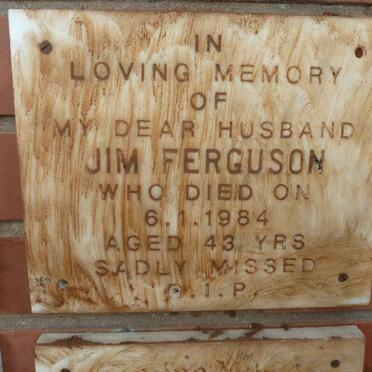 IN
LOVING MEMORY
OF
MY DEAR HUSBAND
JIM FERGUSON
WHO DIED ON
6.1.1984
AGED 43 YRS
SADLY MISSED
R.I.P.